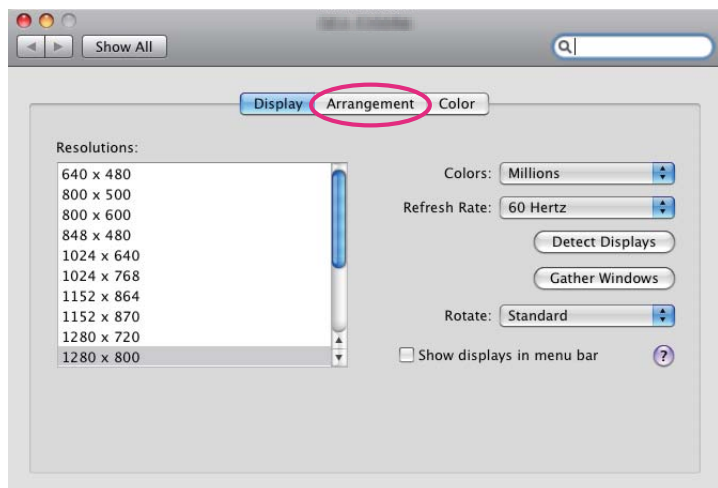 Show All
Display Arrangement Color
Resolutions:
640 x 480
800 x 500
800 x 600
848 x 480
1024 x 640
1024 x 768
1152 x 864
1152 x 870
1280 x 720
1280 x 800
Colors: Millions
Refresh Rate: 60 Hertz
Detect Displays
Gather Windows
Rotate: Standard
Show displays in menu bar ?